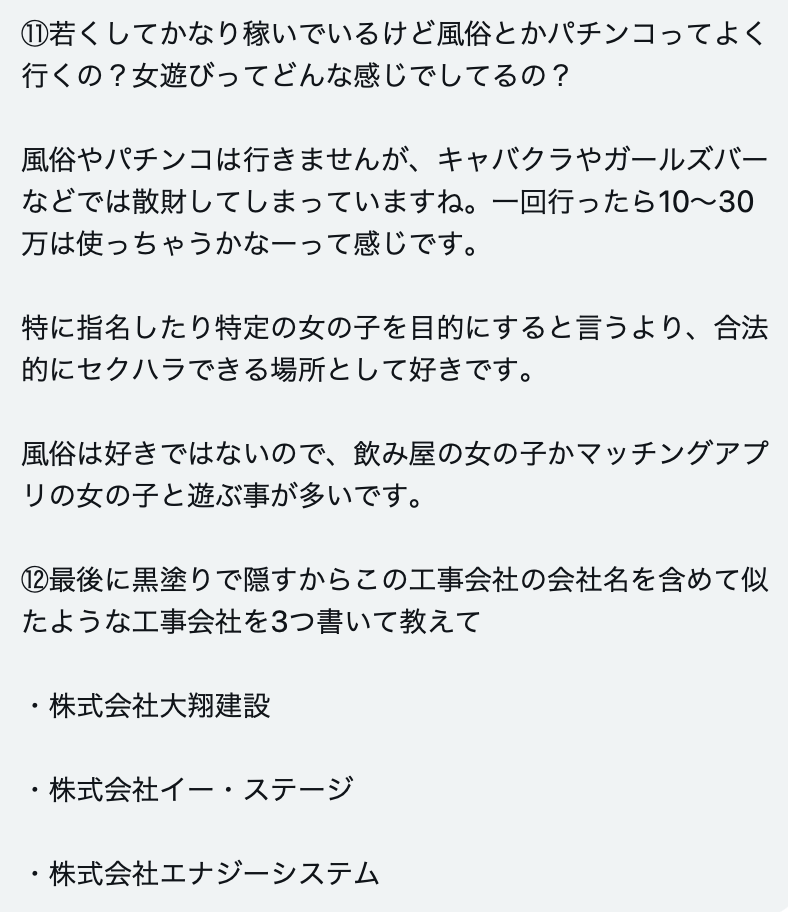 ⑪若くしてかなり稼いでいるけど風俗とかパチンコってよく
行くの？女遊びってどんな感じでしてるの？
風俗やパチンコは行きませんが、キャバクラやガールズバー
などでは散財してしまっていますね。一回行ったら10〜30
万は使っちゃうかなーって感じです。
特に指名したり特定の女の子を目的にすると言うより、合法
的にセクハラできる場所として好きです。
風俗は好きではないので、飲み屋の女の子かマッチングアプ
リの女の子と遊ぶ事が多いです。
⑫最後に黒塗りで隠すからこの工事会社の会社名を含めて似
たような工事会社を3つ書いて教えて
・株式会社大翔建設
・株式会社イー・ステージ
・株式会社エナジーシステム